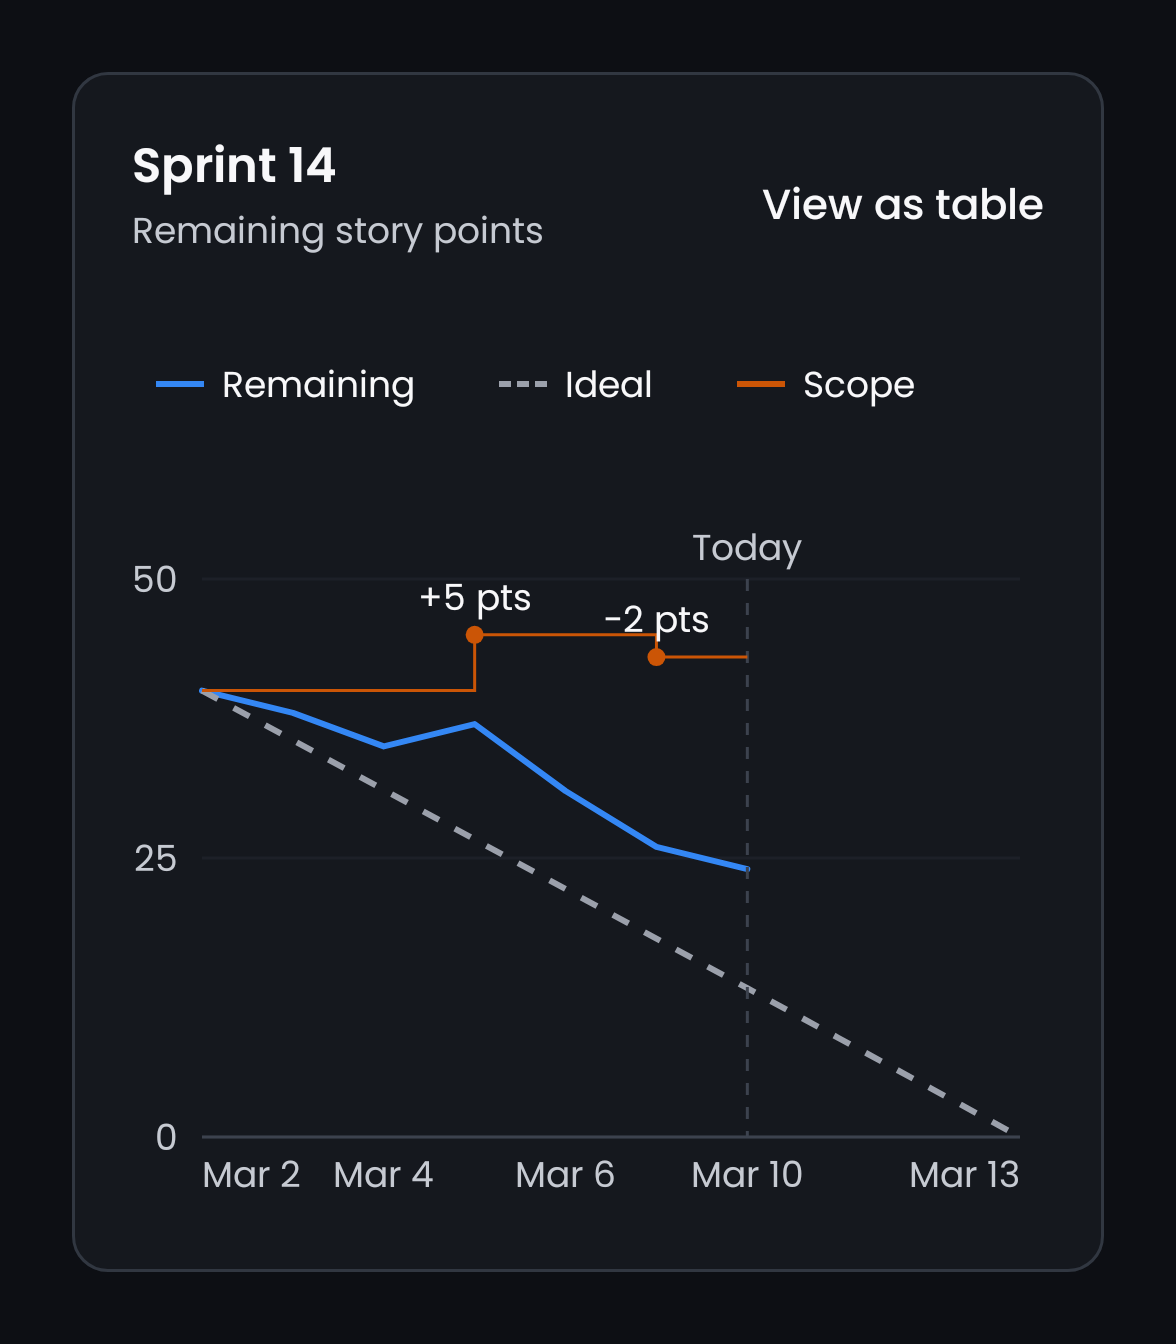 Sprint 14
Remaining story points
View as table
Remaining
Ideal
Scope
Today
50
+5 pts
-2 pts
25
0
Mar 2
Mar 4
Mar 6
Mar 10
Mar 13